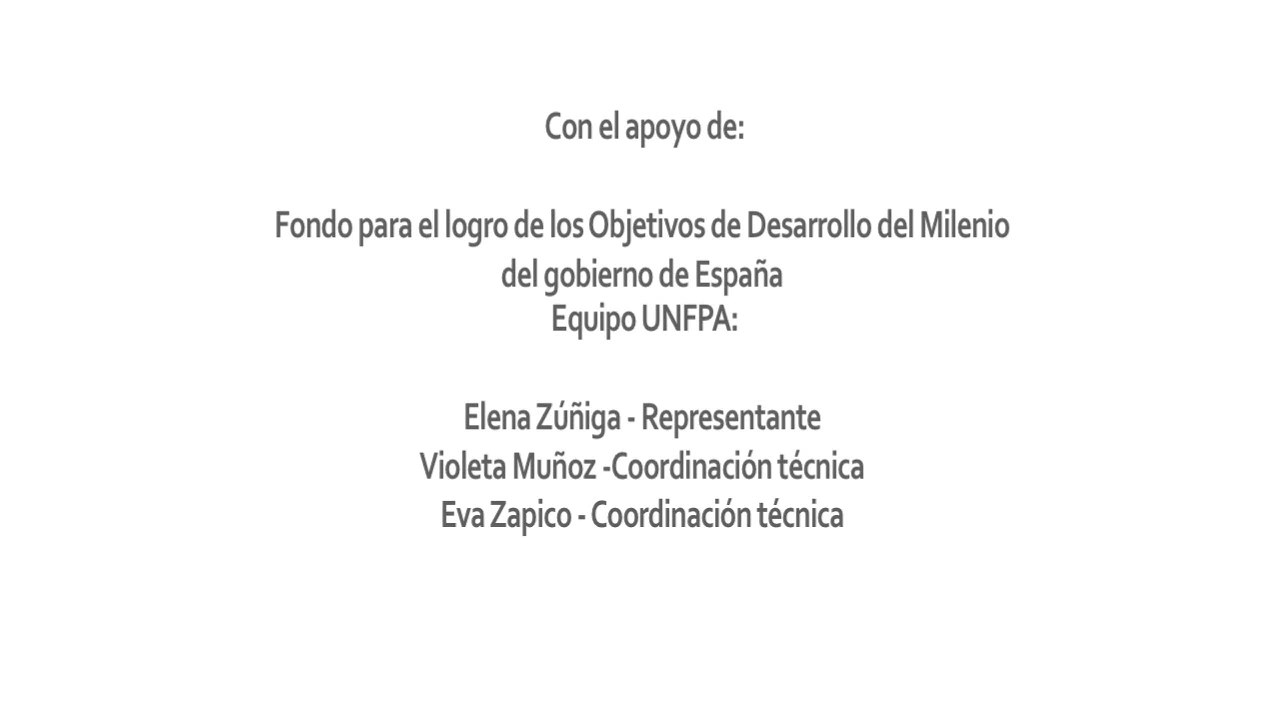 Con el apoyo de:
Fondo para el logro de los Objetivos de Desarrollo del Milenio
del gobierno de España
Equipo UNFPA:
Elena Zúñiga - Representante
Violeta Muñoz -Coordinación técnica
Eva Zapico - Coordinación técnica